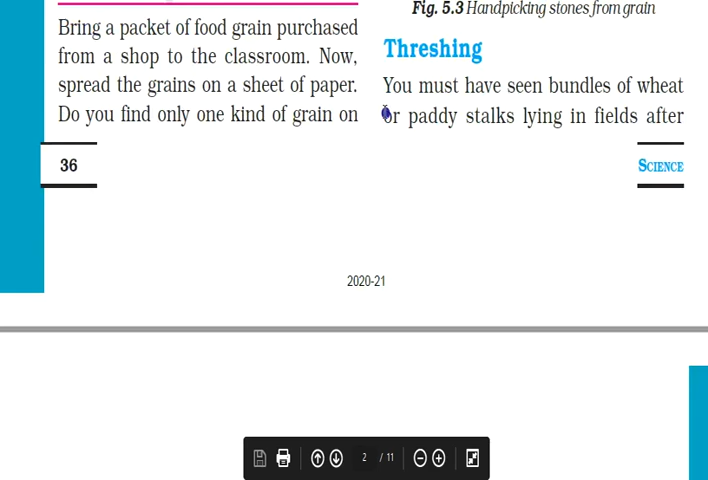 Bring a packet of food grain purchased
from a shop to the classroom. Now,
spread the grains on a sheet of paper.
Do you find only one kind of grain on
Fig. 5.3 Handpicking stones from grain
Threshing
You must have seen bundles of wheat
or paddy stalks lying in fields after
36
SCIENCE
2020-21
2 / 11